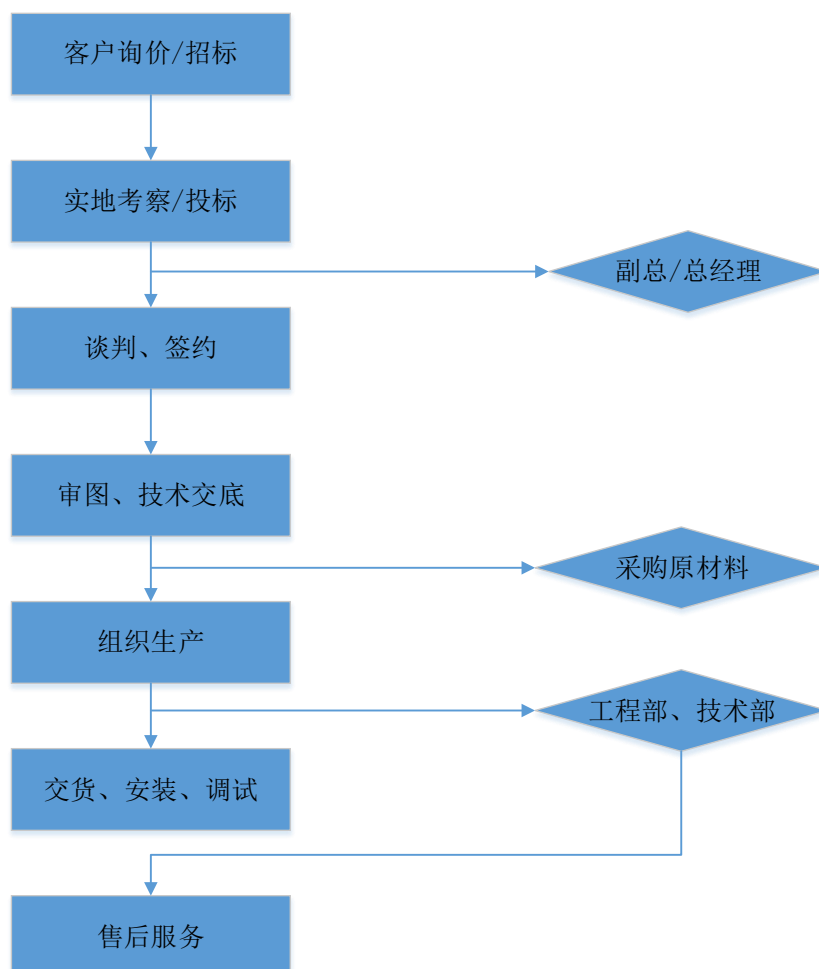 客户询价/招标
实地考察/投标
副总/总经理
谈判、签约
审图、技术交底
采购原材料
组织生产
工程部、技术部
交货、安装、调试
售后服务